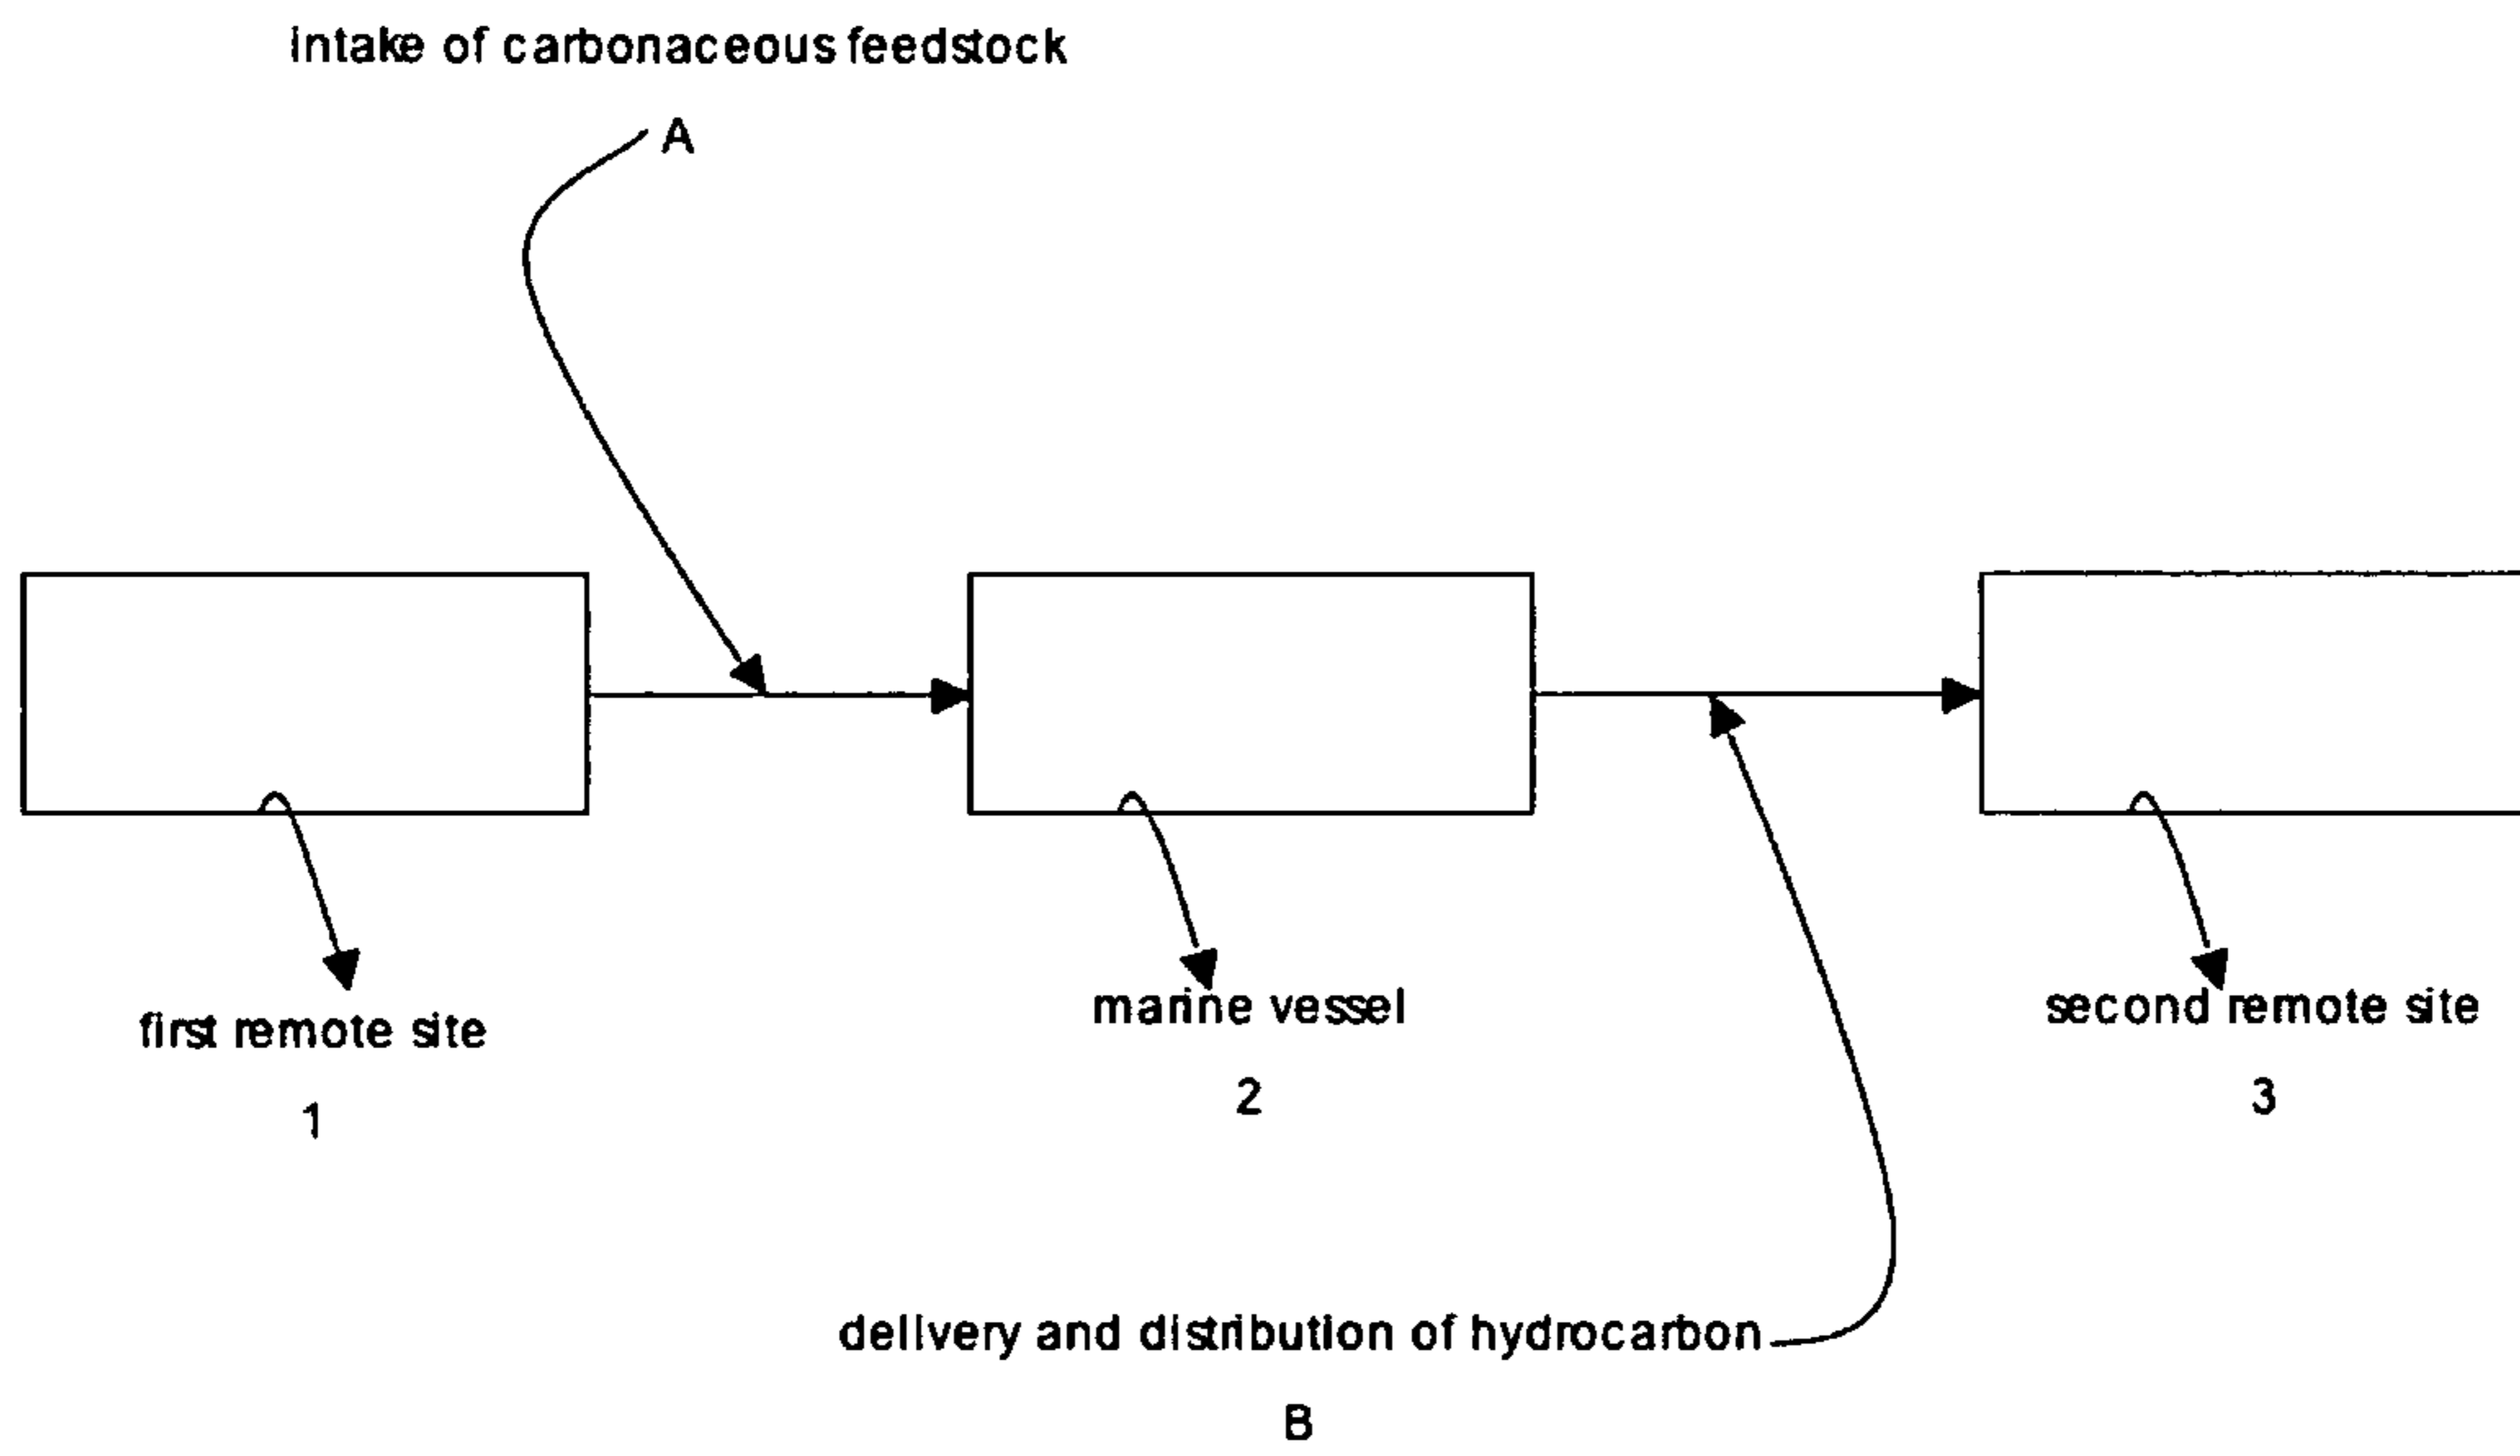 intake of carbonaceous feedstock
A
first remote site
1
marine vessel
2
second remote site
3
delivery and distribution of hydrocarbon
B